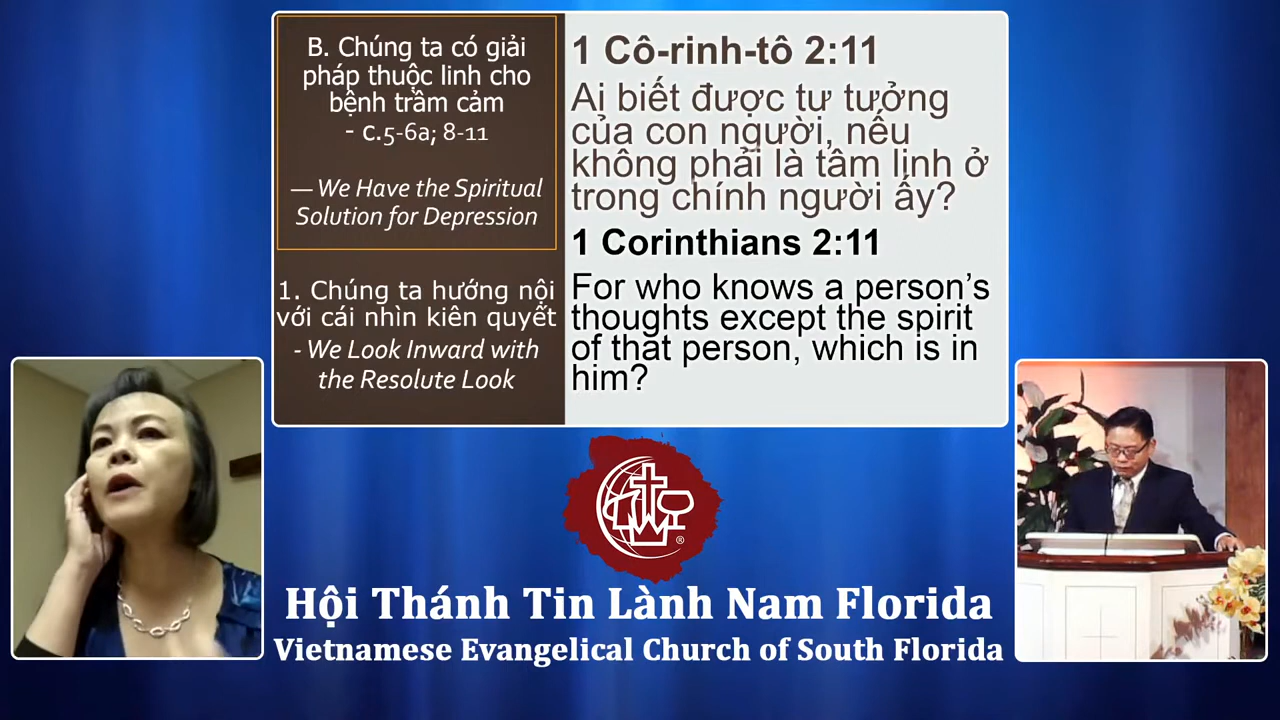 B. Chúng ta có giải
pháp thuộc linh cho
bệnh trầm cảm
- c.5-6a; 8-11
— We Have the Spiritual
Solution for Depression
1. Chúng ta hướng nội
với cái nhìn kiên quyết
- We Look Inward with
the Resolute Look
1 Cô-rinh-tô 2:11
Ai biết được tư tưởng
của con người, nếu
không phải là tâm linh ở
trong chính người ấy?
1 Corinthians 2:11
For who knows a person’s
thoughts except the spirit
of that person, which is in
him?
®
Hội Thánh Tin Lành Nam Florida
Vietnamese Evangelical Church of South Florida